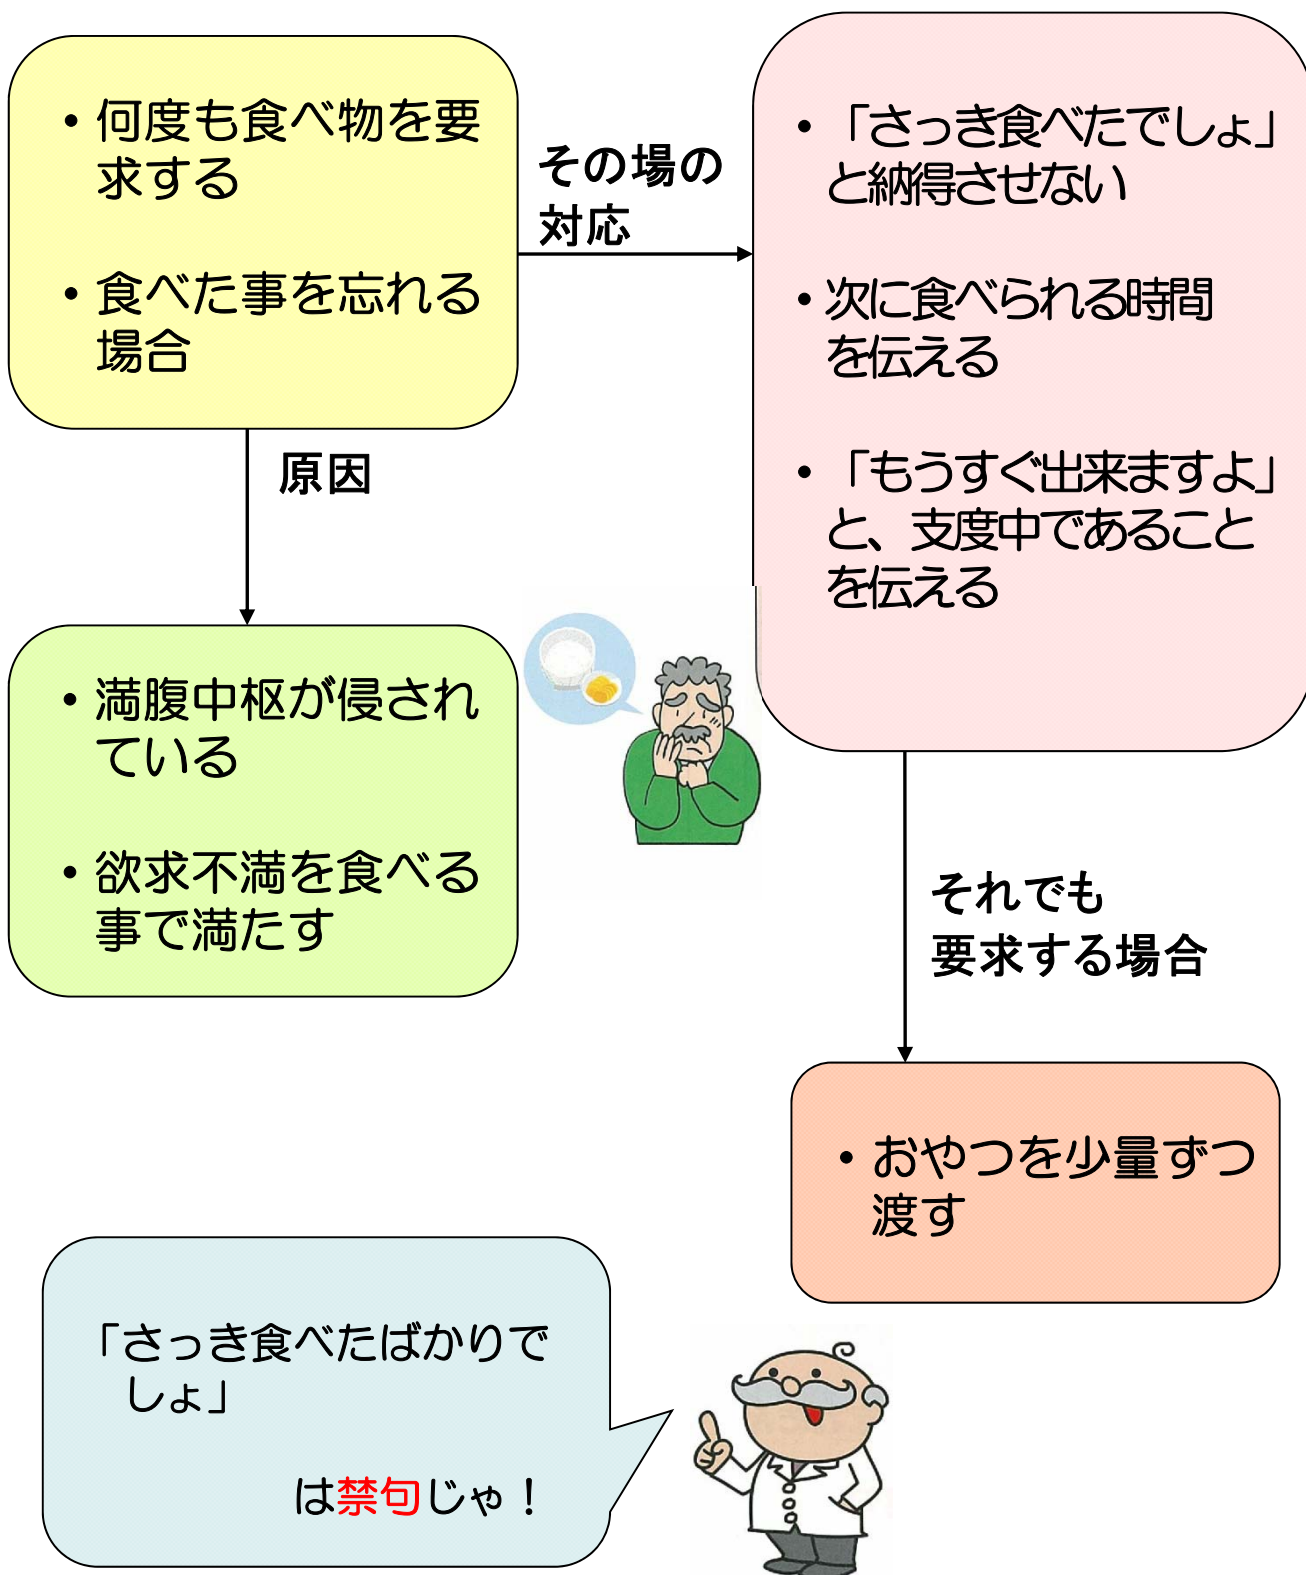 ・何度も食べ物を要
求する
・食べた事を忘れる
場合
その場の
対応
・「さっき食べたでしょ」
と納得させない
・次に食べられる時間
を伝える
・「もうすぐ出来ますよ」
と、支度中であること
を伝える
原因
・満腹中枢が侵され
ている
・欲求不満を食べる
事で満たす
それでも
要求する場合
・おやつを少量ずつ
渡す
「さっき食べたばかりで
しょ」
は禁句じゃ!